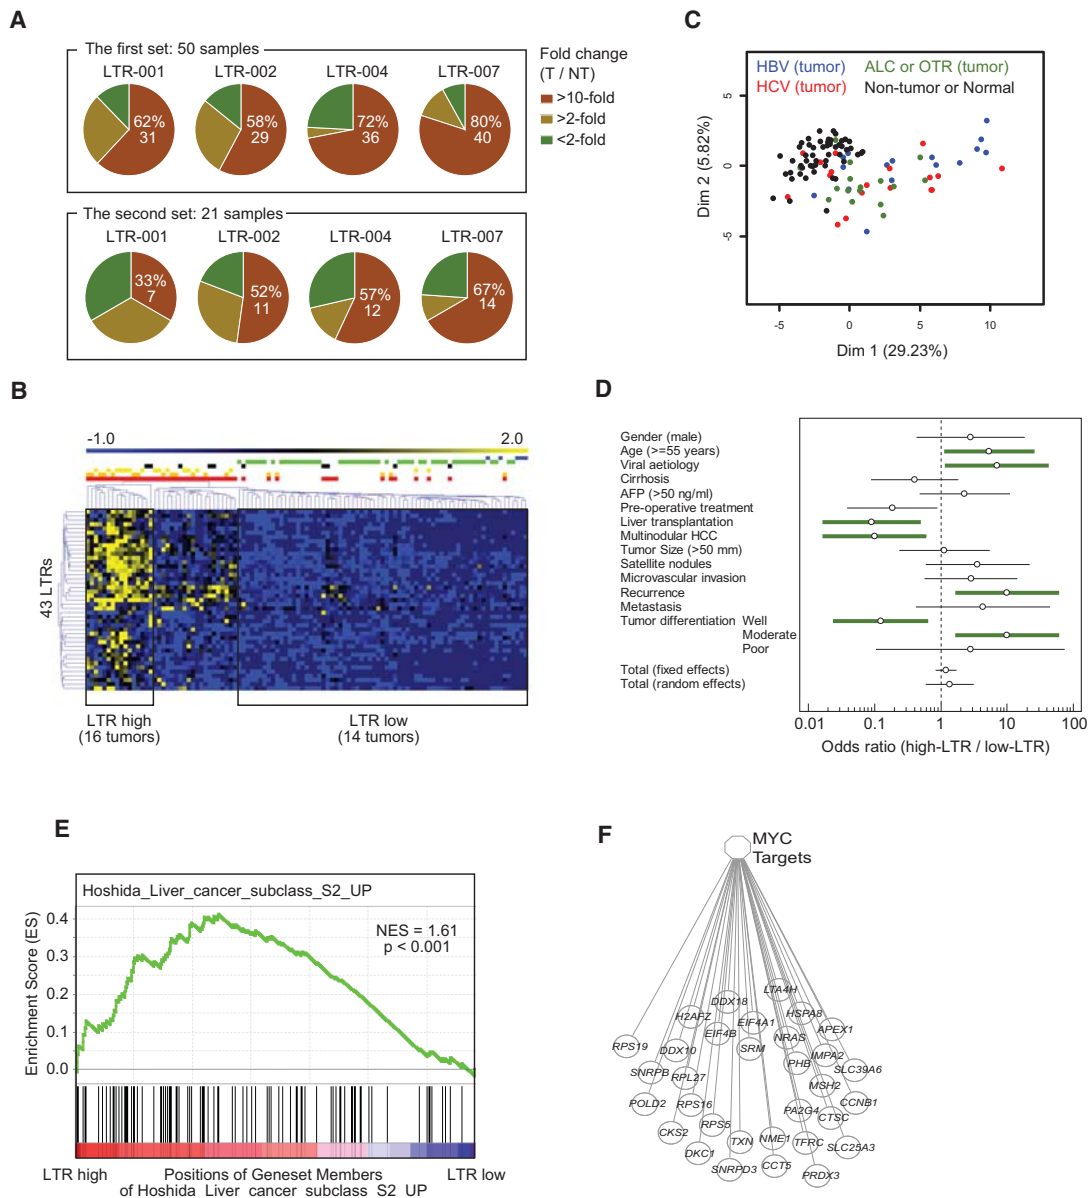 A
The first set: 50 samples
LTR-001 LTR-002 LTR-004 LTR-007
62% 58% 72% 80%
31 29 36 40
Fold change
(T / NT)
>10-fold
>2-fold
<2-fold
The second set: 21 samples
LTR-001 LTR-002 LTR-004 LTR-007
33% 52% 57% 67%
7 11 12 14
B
-1.0 2.0
43 LTRs
LTR high
(16 tumors)
LTR low
(14 tumors)
C
HBV (tumor) ALC or OTR (tumor)
HCV (tumor) Non-tumor or Normal
Dim 2 (5.82%)
5
0
-5
-5 0 5 10
Dim 1 (29.23%)
D
Gender (male)
Age (>=55 years)
Viral aetiology
Cirrhosis
AFP (>50 ng/ml)
Pre-operative treatment
Liver transplantation
Multinodular HCC
Tumor Size (>50 mm)
Satellite nodules
Microvascular invasion
Recurrence
Metastasis
Tumor differentiation Well
Moderate
Poor
Total (fixed effects)
Total (random effects)
0.01 0.1 1 10 100
Odds ratio (high-LTR / low-LTR)
E
Hoshida_Liver_cancer_subclass_S2_UP
NES = 1.61
p < 0.001
Enrichment Score (ES)
0.4
0.3
0.2
0.1
0.0
LTR high Positions of Geneset Members LTR low
of Hoshida_Liver_cancer_subclass_S2_UP
F
MYC
Targets
LTA4H
DDX18
HSPA8
H2AFZ
EIF4A1
APEX1
EIF4B
NRAS
RPS19
DDX10
SRM
IMPA2
PHB
SLC39A6
SNRPB
RPL27
MSH2
POLD2
RPS16
CCNB1
PA2G4
CTSC
RPS5
CKS2
TXN
NME1
TFRC
SLC25A3
DKC1
SNRPD3
CCT5
PRDX3